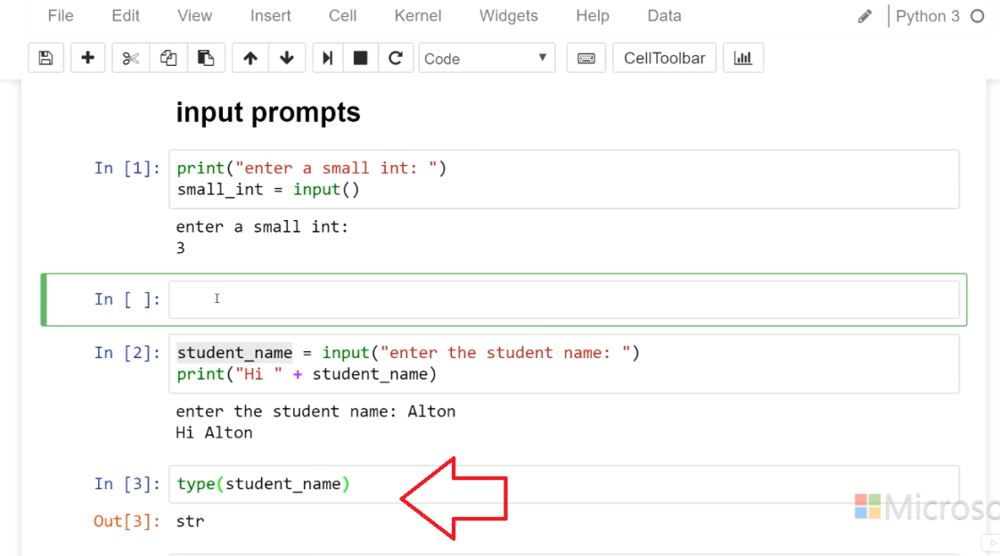 File Edit View Insert Cell Kernel Widgets Help Data Python 3
Code CellToolbar
input prompts
In [1]: print("enter a small int: ")
small_int = input()
enter a small int:
3
In [ ]:
In [2]: student_name = input("enter the student name: ")
print("Hi " + student_name)
enter the student name: Alton
Hi Alton
In [3]: type(student_name)
Out[3]: str
Microso